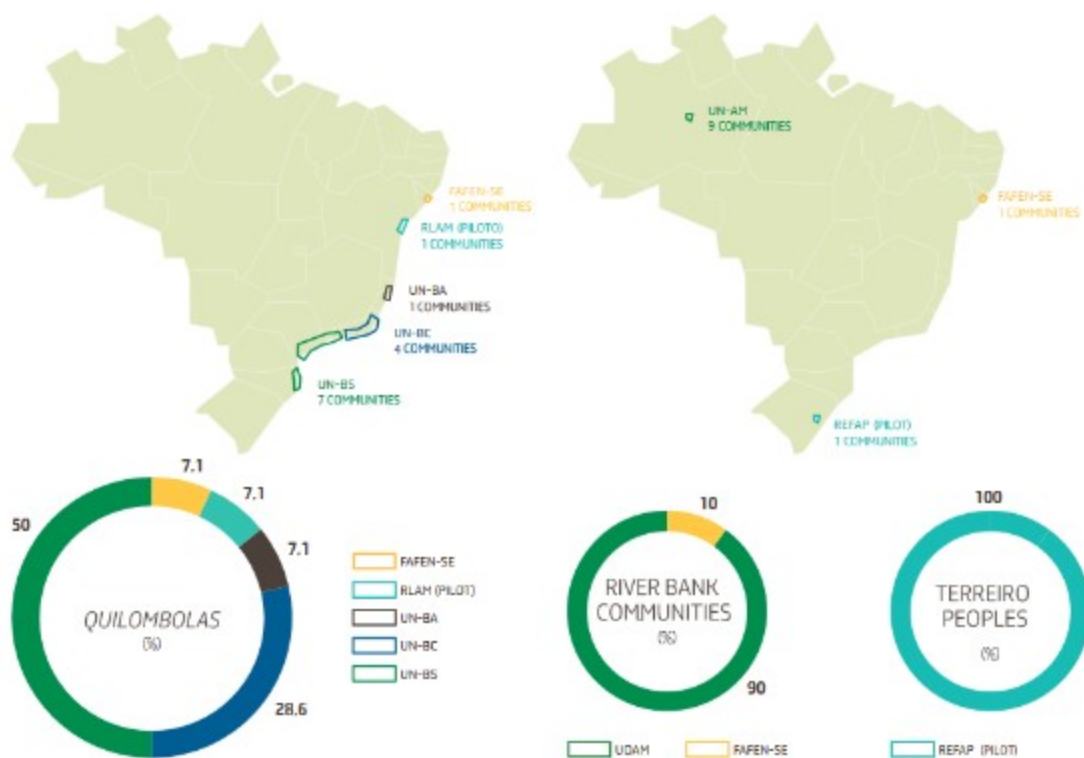 FAFEN-SE
1 COMMUNITIES
RLAM (PILOTO)
1 COMMUNITIES
UN-BA
1 COMMUNITIES
UN-BC
4 COMMUNITIES
UN-BS
7 COMMUNITIES
UN-AM
9 COMMUNITIES
FAFEN-SE
1 COMMUNITIES
REFAP (PILOT)
1 COMMUNITIES
7.1
7.1
7.1
28,6
50
QUILOMBOLAS
(%)
FAFEN-SE
RLAM (PILOT)
UN-BA
UN-BC
UN-BS
10
90
RIVER BANK
COMMUNITIES
(%)
UOAM
FAFEN-SE
100
TERREIRO
PEOPLES
(%)
REFAP (PILOT)